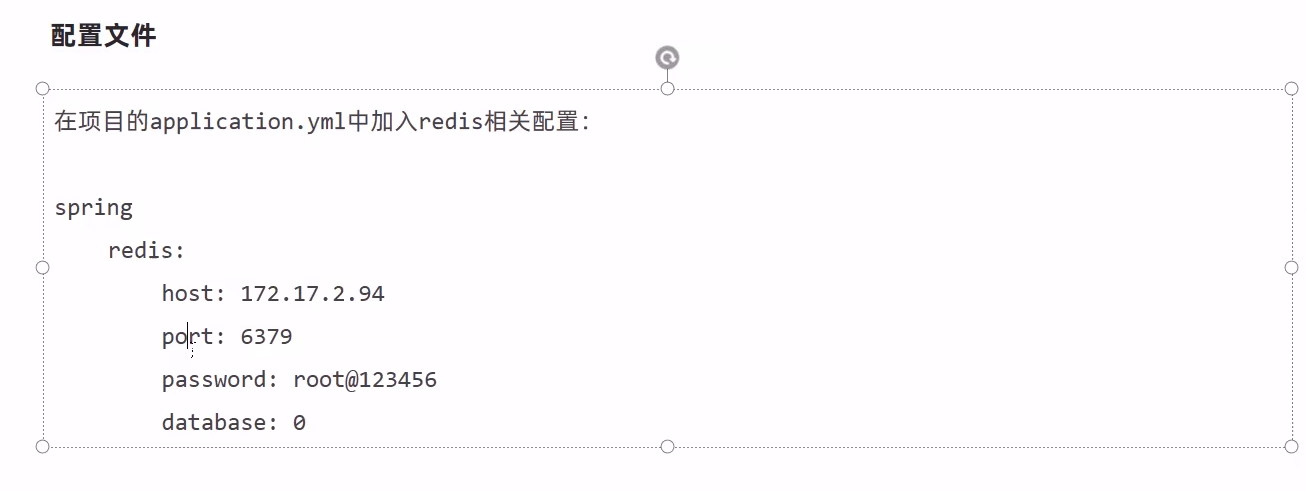 配置文件
在项目的application.yml中加入redis相关配置：
spring
redis:
host: 172.17.2.94
port: 6379
password: root@123456
database: 0